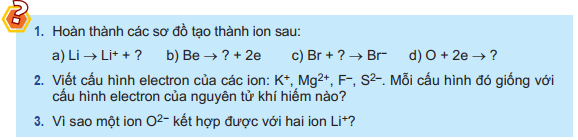 1. Hoàn thành các sơ đồ tạo thành ion sau:
a) Li → Li⁺ + ? b) Be → ? + 2e c) Br + ? → Br⁻ d) O + 2e → ?
2. Viết cấu hình electron của các ion: K⁺, Mg²⁺, F⁻, S²⁻. Mỗi cấu hình đó giống với
cấu hình electron của nguyên tử khí hiếm nào?
3. Vì sao một ion O²⁻ kết hợp được với hai ion Li⁺?